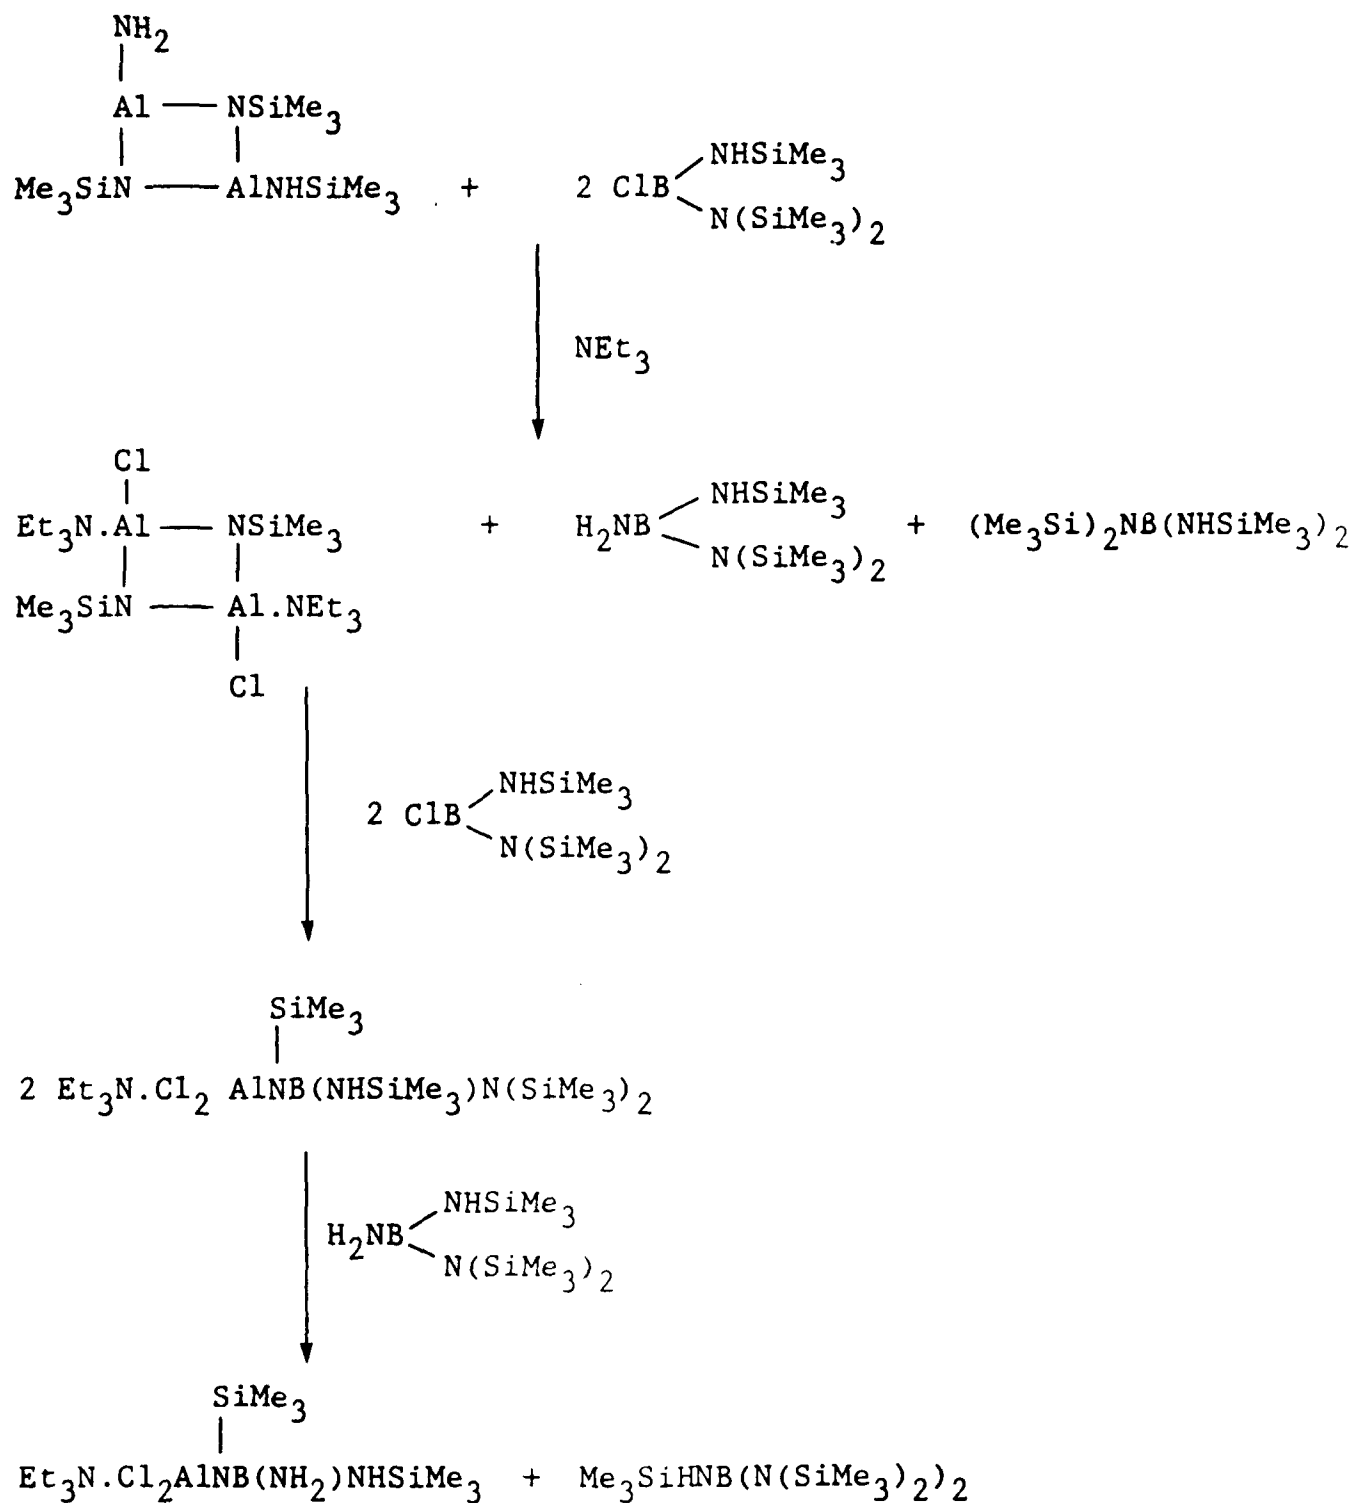 NH2
Al — NSiMe3
Me3SiN — AlNHSiMe3 + 2 ClB NHSiMe3 N(SiMe3)2
NEt3
Cl
Et3N.Al — NSiMe3 + H2NB NHSiMe3 N(SiMe3)2 + (Me3Si)2NB(NHSiMe3)2
Me3SiN — Al.NEt3
Cl
2 ClB NHSiMe3 N(SiMe3)2
SiMe3
2 Et3N.Cl2 AlNB(NHSiMe3)N(SiMe3)2
H2NB NHSiMe3 N(SiMe3)2
SiMe3
Et3N.Cl2AlNB(NH2)NHSiMe3 + Me3SiHNB(N(SiMe3)2)2